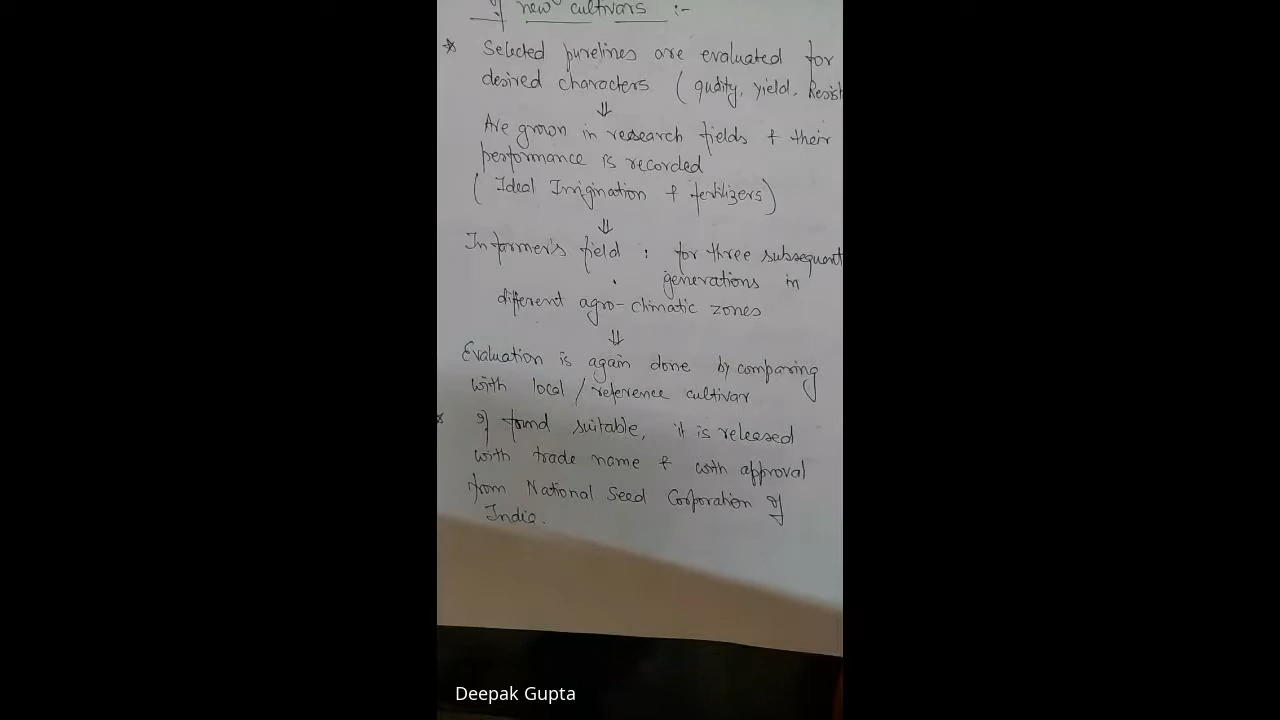 of new cultivars :-
* Selected purelines are evaluated for
desired characters ( quality, yield, Resist
⇓
Are grown in research fields & their
performance is recorded
( Ideal Irrigination & fertilizers )
⇓
In farmer's field : for three subsequent
generations in
different agro-climatic zones
⇓
Evaluation is again done by comparing
with local / reference cultivar
* If found suitable, it is released
with trade name & with approval
from National Seed Corporation of
India.
Deepak Gupta